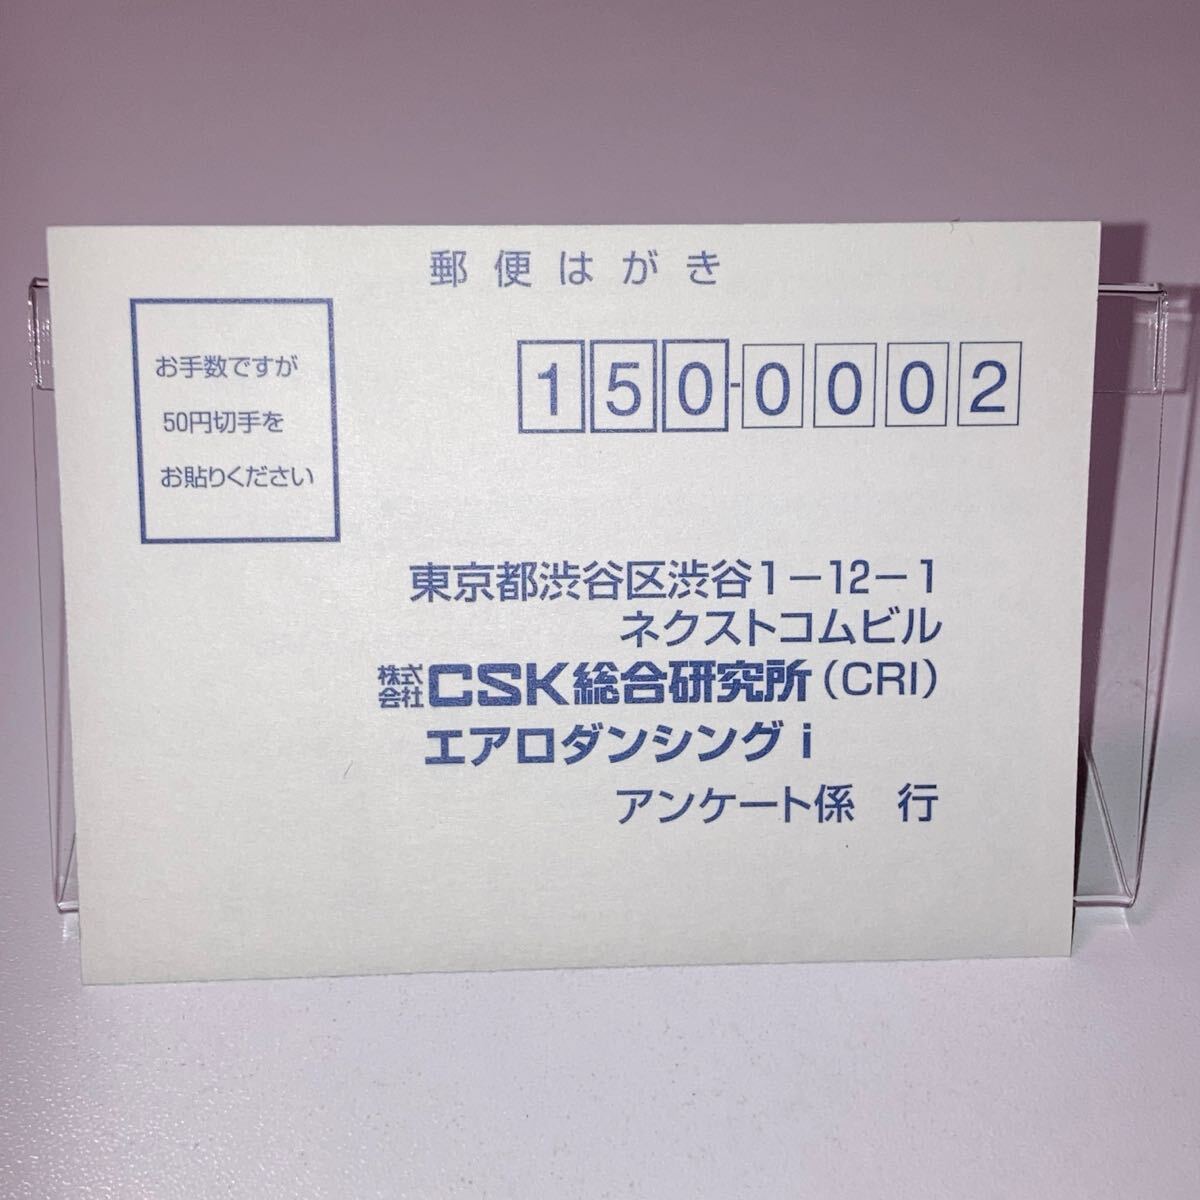 郵便はがき
お手数ですが
50円切手を
お貼りください
150-0002
東京都渋谷区渋谷1-12-1
ネクストコムビル
株式会社CSK総合研究所(CRI)
エアロダンシングi
アンケート係 行